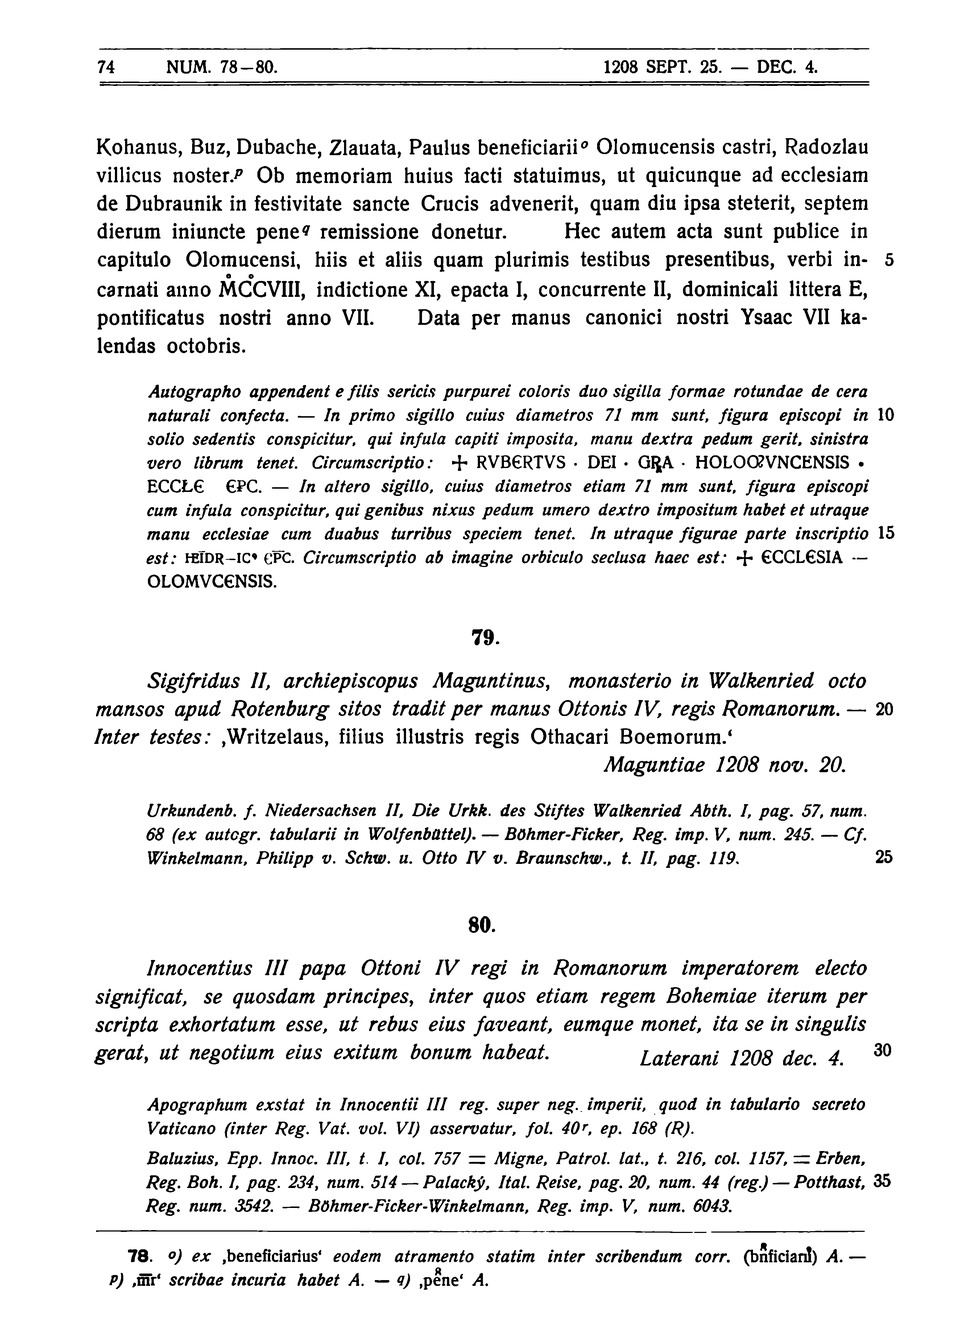 74 NUM. 78—80. 1208 SEPT. 25. — DEC. 4.
Kohanus, Buz, Dubache, Zlauata, Paulus beneficiarii o Olomucensis castri, Radozlau
villicus noster.p Ob memoriam huius facti statuimus, ut quicunque ad ecclesiam
de Dubraunik in festivitate sancte Crucis advenerit, quam diu ipsa steterit, septem
dierum iniuncte pene q remissione donetur. Hec autem acta sunt publice in
capitulo Olomucensi, hiis et aliis quam plurimis testibus presentibus, verbi in- 5
carnati anno M̊C̊CVIII, indictione XI, epacta I, concurrente II, dominicali littera E,
pontificatus nostri anno VII. Data per manus canonici nostri Ysaac VII ka-
lendas octobris.
Autographo appendent e filis sericis purpurei coloris duo sigilla formae rotundae de cera
naturali confecta. — In primo sigillo cuius diametros 71 mm sunt, figura episcopi in 10
solio sedentis conspicitur, qui infula capiti imposita, manu dextra pedum gerit, sinistra
vero librum tenet. Circumscriptio: + RVBЄRTVS · DEI · GRA · HOLOMVNCENSIS •
ECCŁЄ ЄPC. — In altero sigillo, cuius diametros etiam 71 mm sunt, figura episcopi
cum infula conspicitur, qui genibus nixus pedum umero dextro impositum habet et utraque
manu ecclesiae cum duabus turribus speciem tenet. In utraque figurae parte inscriptio 15
est: HEIDR—IC' ЄPC. Circumscriptio ab imagine orbiculo seclusa haec est: + ЄCCLЄSIA —
OLOMVCЄNSIS.
79.
Sigifridus II, archiepiscopus Maguntinus, monasterio in Walkenried octo
mansos apud Rotenburg sitos tradit per manus Ottonis IV, regis Romanorum. — 20
Inter testes: ‚Writzelaus, filius illustris regis Othacari Boemorum.‘
Maguntiae 1208 nov. 20.
Urkundenb. f. Niedersachsen II, Die Urkk. des Stiftes Walkenried Abth. I, pag. 57, num.
68 (ex autogr. tabularii in Wolfenbüttel). — Böhmer-Ficker, Reg. imp. V, num. 245. — Cf.
Winkelmann, Philipp v. Schw. u. Otto IV v. Braunschw., t. II, pag. 119. 25
80.
Innocentius III papa Ottoni IV regi in Romanorum imperatorem electo
significat, se quosdam principes, inter quos etiam regem Bohemiae iterum per
scripta exhortatum esse, ut rebus eius faveant, eumque monet, ita se in singulis
gerat, ut negotium eius exitum bonum habeat. Laterani 1208 dec. 4. 30
Apographum exstat in Innocentii III reg. super neg. imperii, quod in tabulario secreto
Vaticano (inter Reg. Vat. vol. VI) asservatur, fol. 40r, ep. 168 (R).
Baluzius, Epp. Innoc. III, t. I, col. 757 = Migne, Patrol. lat., t. 216, col. 1157, = Erben,
Reg. Boh. I, pag. 234, num. 514 — Palacký, Ital. Reise, pag. 20, num. 44 (reg.) — Potthast, 35
Reg. num. 3542. — Böhmer-Ficker-Winkelmann, Reg. imp. V, num. 6043.
78. o) ex ‚beneficiarius‘ eodem atramento statim inter scribendum corr. A. —
p) ‚m̅r‘ scribae incuria habet A. — q) ‚pene‘ A.